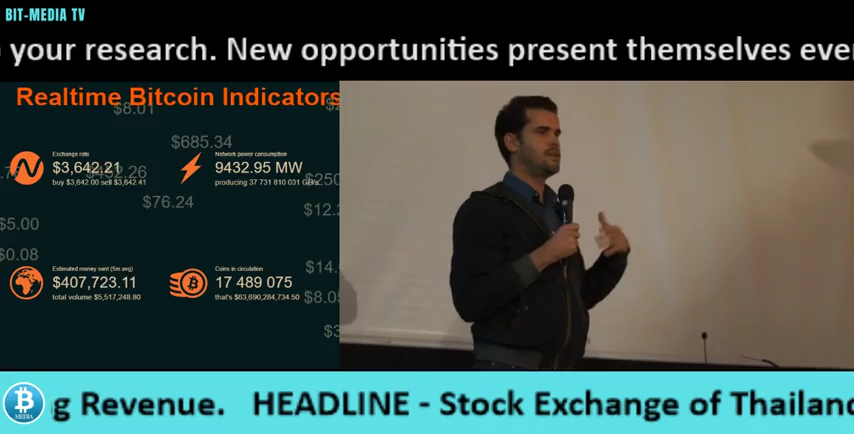 BIT-MEDIA TV
your research. New opportunities present themselves eve
Realtime Bitcoin Indicators
$8.01
$685.34
Exchange rate
$3,642.21
buy $3,642.00 sell $3,642.41
Network power consumption
9432.95 MW
producing 37 731 810 031 GH/s
$76.24
$12.
$5.00
$0.08
$14.
Estimated money sent (5m avg)
$407,723.11
total volume $5,517,248.80
Coins in circulation
17 489 075
that's $63,690,284,734.50
$8.05
MEDIA
g Revenue. HEADLINE - Stock Exchange of Thailand